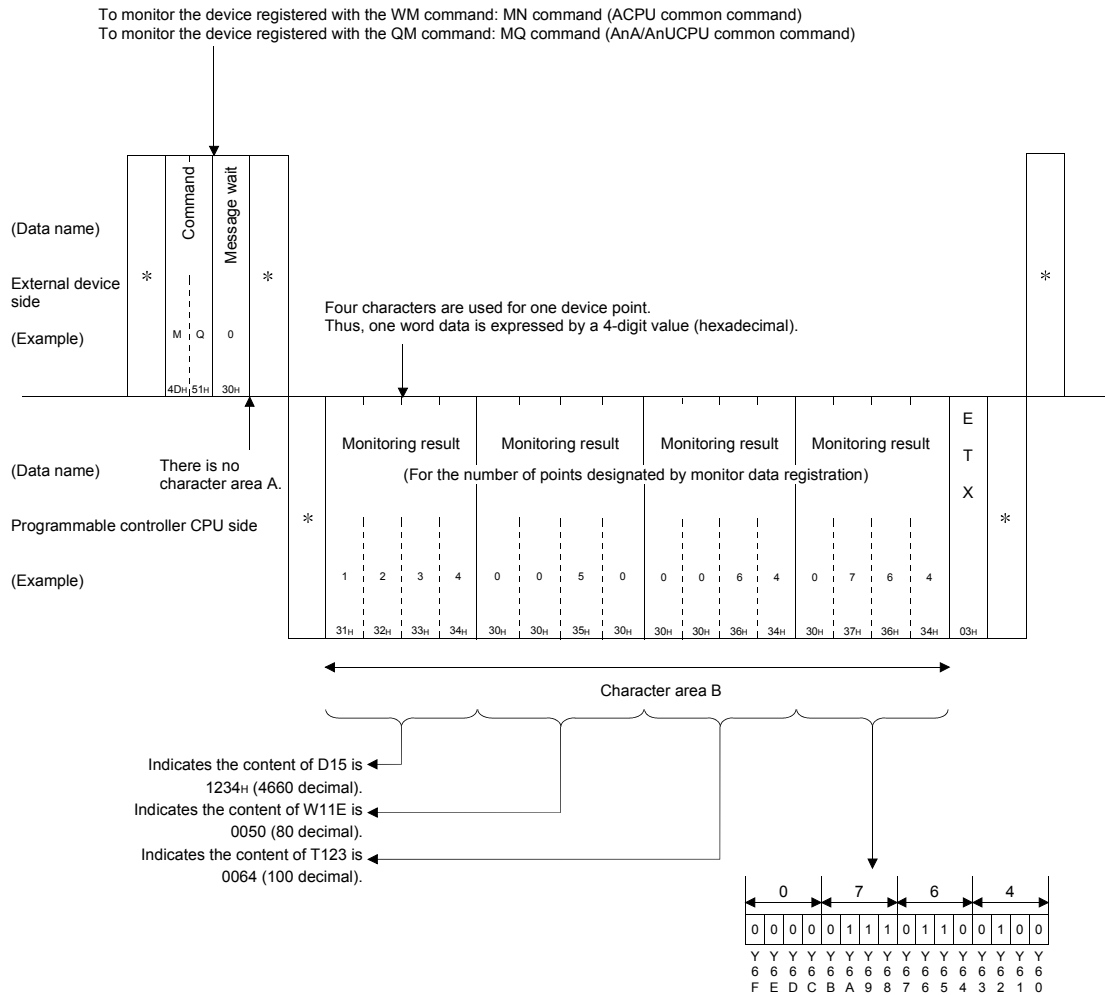 To monitor the device registered with the WM command: MN command (ACPU common command)
To monitor the device registered with the QM command: MQ command (AnA/AnUCPU common command)
(Data name)
External device
side
(Example)
*
Command
Message wait
*
*
M Q 0
4DH 51H 30H
Four characters are used for one device point.
Thus, one word data is expressed by a 4-digit value (hexadecimal).
(Data name)
There is no
character area A.
Programmable controller CPU side
(Example)
*
Monitoring result Monitoring result Monitoring result Monitoring result
(For the number of points designated by monitor data registration)
E
T
X
*
1 2 3 4 0 0 5 0 0 0 6 4 0 7 6 4
31H 32H 33H 34H 30H 30H 35H 30H 30H 30H 36H 34H 30H 37H 36H 34H 03H
Character area B
Indicates the content of D15 is
1234H (4660 decimal).
Indicates the content of W11E is
0050 (80 decimal).
Indicates the content of T123 is
0064 (100 decimal).
0 7 6 4
0 0 0 0 0 1 1 1 0 1 1 0 0 1 0 0
Y Y Y Y Y Y Y Y Y Y Y Y Y Y Y Y
6 6 6 6 6 6 6 6 6 6 6 6 6 6 6 6
F E D C B A 9 8 7 6 5 4 3 2 1 0